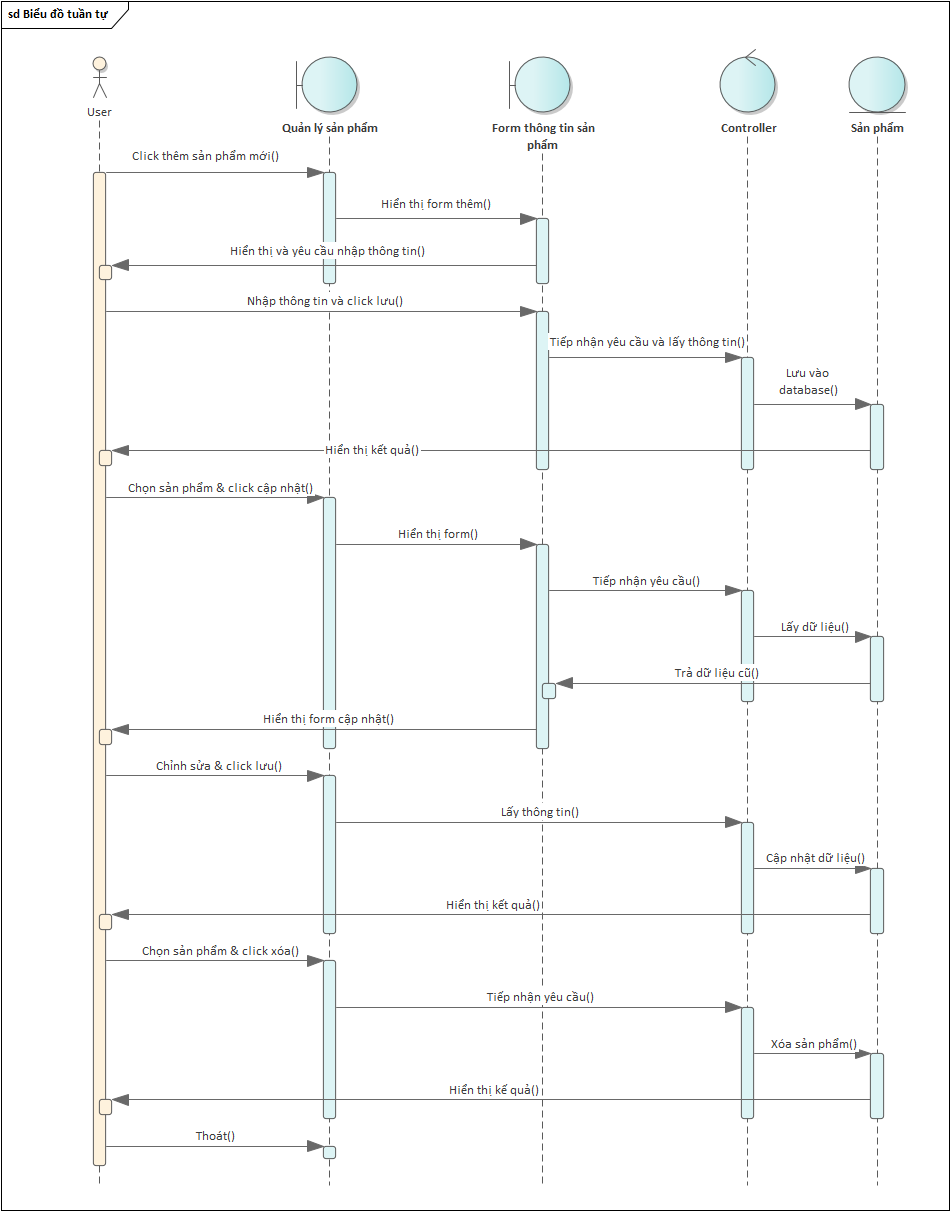 sd Biểu đồ tuần tự
User
Quản lý sản phẩm
Form thông tin sản
phẩm
Controller
Sản phẩm
Click thêm sản phẩm mới()
Hiển thị form thêm()
Hiển thị và yêu cầu nhập thông tin()
Nhập thông tin và click lưu()
Tiếp nhận yêu cầu và lấy thông tin()
Lưu vào
database()
Hiển thị kết quả()
Chọn sản phẩm & click cập nhật()
Hiển thị form()
Tiếp nhận yêu cầu()
Lấy dữ liệu()
Trả dữ liệu cũ()
Hiển thị form cập nhật()
Chỉnh sửa & click lưu()
Lấy thông tin()
Cập nhật dữ liệu()
Hiển thị kết quả()
Chọn sản phẩm & click xóa()
Tiếp nhận yêu cầu()
Xóa sản phẩm()
Hiển thị kế quả()
Thoát()